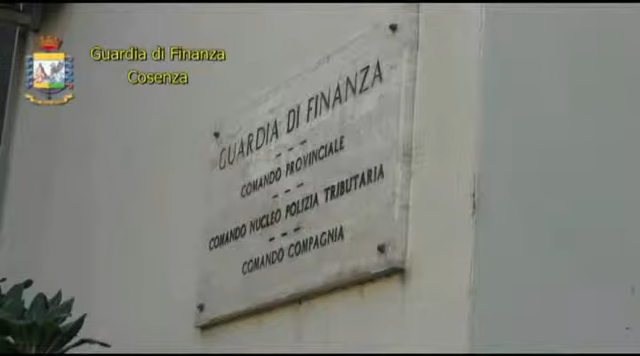 Guardia di Finanza
Cosenza
GUARDIA DI FINANZA
---
COMANDO PROVINCIALE
---
COMANDO NUCLEO POLIZIA TRIBUTARIA
---
COMANDO COMPAGNIA